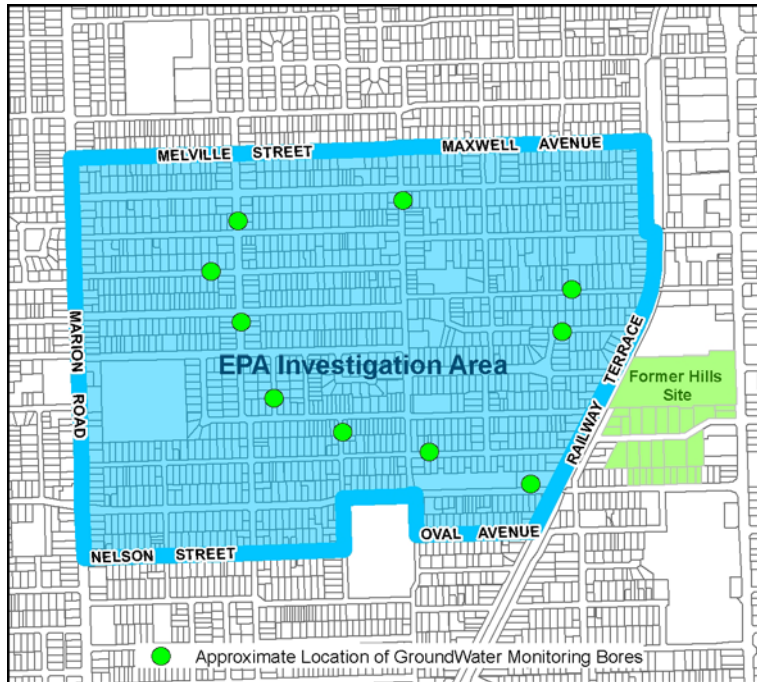 MELVILLE STREET
MAXWELL AVENUE
MARION ROAD
EPA Investigation Area
RAILWAY TERRACE
Former Hills
Site
OVAL AVENUE
NELSON STREET
Approximate Location of GroundWater Monitoring Bores